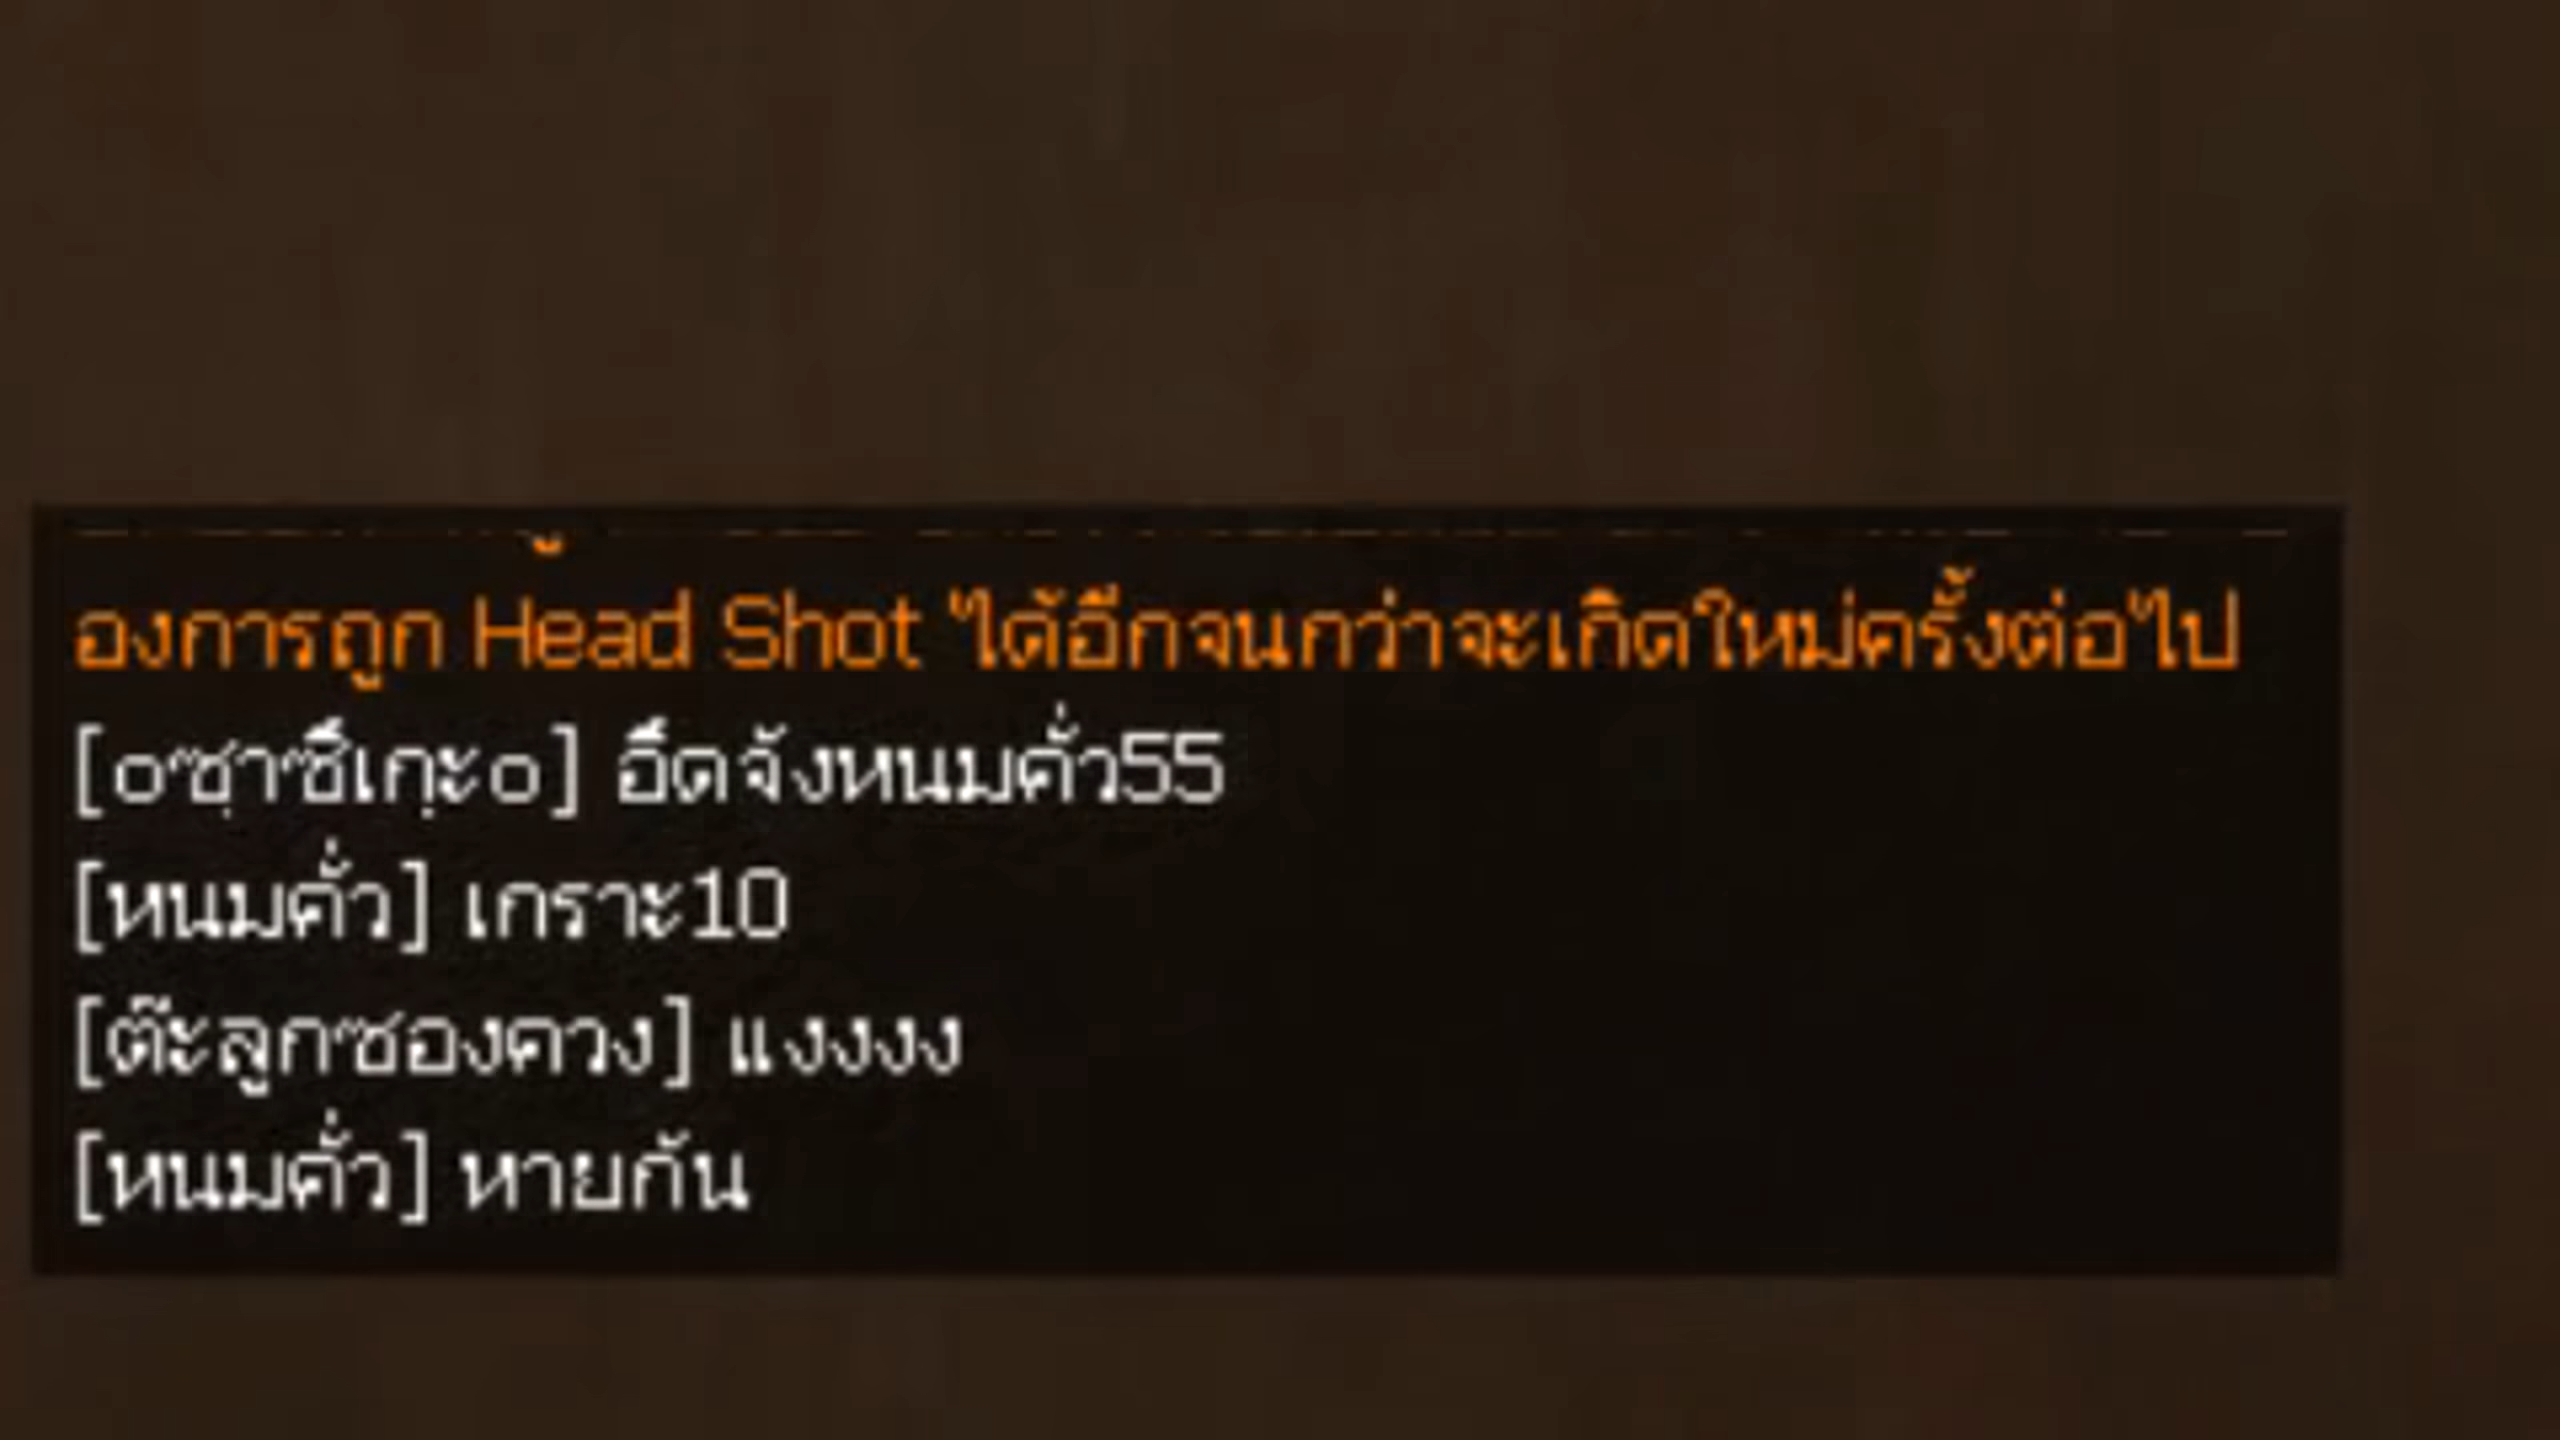 องการถูก Head Shot ได้อีกจนกว่าจะเกิดใหม่ครั้งต่อไป
[oซฺาซึเกฺะo] อึดจังหนมคั่ว55
[หนมคั่ว] เกราะ10
[ต๊ะลูกซองควง] แงงงง
[หนมคั่ว] หายกัน